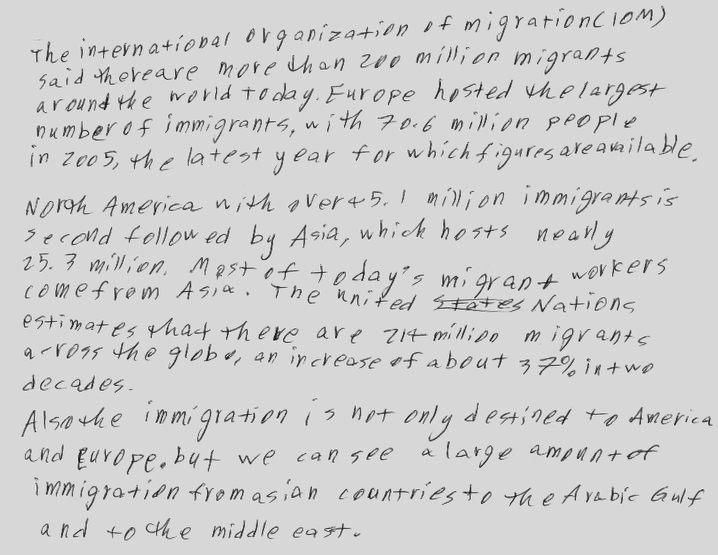 The international organization of migration(IOM)
said thereare more than 200 million migrants
around the world today. Europe hosted the largest
number of immigrants, with 70.6 million people
in 2005, the latest year for which figures are available.
North America with over 45.1 million immigrants is
second followed by Asia, which hosts nearly
25.3 million. Most of today's migrant workers
come from Asia. The united states Nations
estimates that there are 214 million migrants
across the globe, an increase of about 37% in two
decades.
Also the immigration is not only destined to America
and Europe, but we can see a large amount of
immigration from asian countries to the Arabic Gulf
and to the middle east.